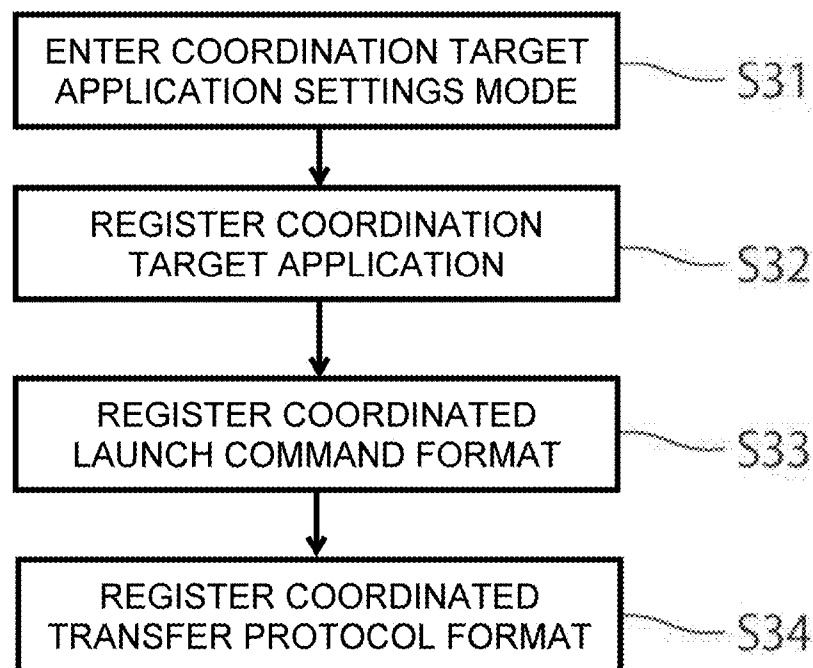 ENTER COORDINATION TARGET
APPLICATION SETTINGS MODE
S31
REGISTER COORDINATION
TARGET APPLICATION
S32
REGISTER COORDINATED
LAUNCH COMMAND FORMAT
S33
REGISTER COORDINATED
TRANSFER PROTOCOL FORMAT
S34